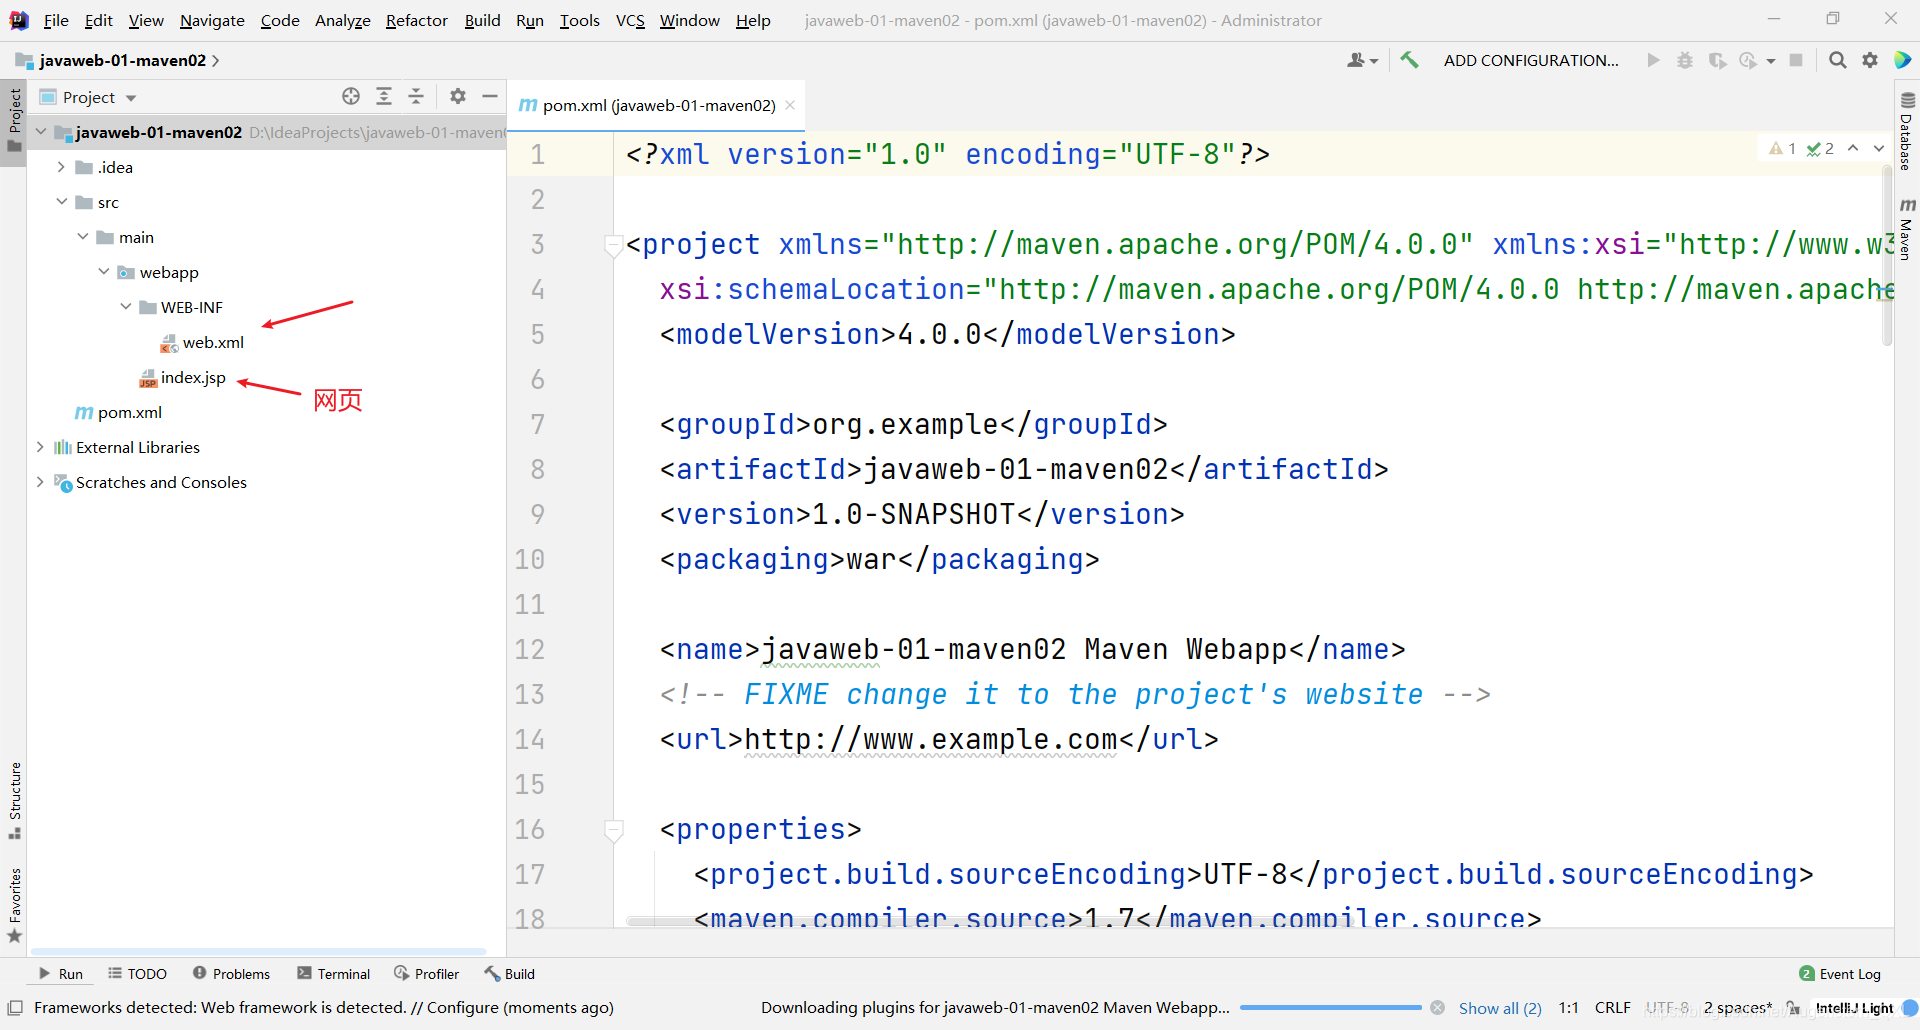 File Edit View Navigate Code Analyze Refactor Build Run Tools VCS Window Help javaweb-01-maven02 - pom.xml (javaweb-01-maven02) - Administrator
javaweb-01-maven02
ADD CONFIGURATION...
Project
Project
pom.xml (javaweb-01-maven02)
javaweb-01-maven02 D:\IdeaProjects\javaweb-01-maven
.idea
src
main
webapp
WEB-INF
web.xml
index.jsp
网页
pom.xml
External Libraries
Scratches and Consoles
1 <?xml version="1.0" encoding="UTF-8"?>
2
3 <project xmlns="http://maven.apache.org/POM/4.0.0" xmlns:xsi="http://www.w3
4 xsi:schemaLocation="http://maven.apache.org/POM/4.0.0 http://maven.apache
5 <modelVersion>4.0.0</modelVersion>
6
7 <groupId>org.example</groupId>
8 <artifactId>javaweb-01-maven02</artifactId>
9 <version>1.0-SNAPSHOT</version>
10 <packaging>war</packaging>
11
12 <name>javaweb-01-maven02 Maven Webapp</name>
13 <!-- FIXME change it to the project's website -->
14 <url>http://www.example.com</url>
15
16 <properties>
17 <project.build.sourceEncoding>UTF-8</project.build.sourceEncoding>
18 <maven.compiler.source>1.7</maven.compiler.source>
1 2
Database
Maven
Structure
Favorites
Run TODO Problems Terminal Profiler Build
2 Event Log
Frameworks detected: Web framework is detected. // Configure (moments ago)
Downloading plugins for javaweb-01-maven02 Maven Webapp... Show all (2) 1:1 CRLF UTF-8 2 spaces* IntelliJ Light